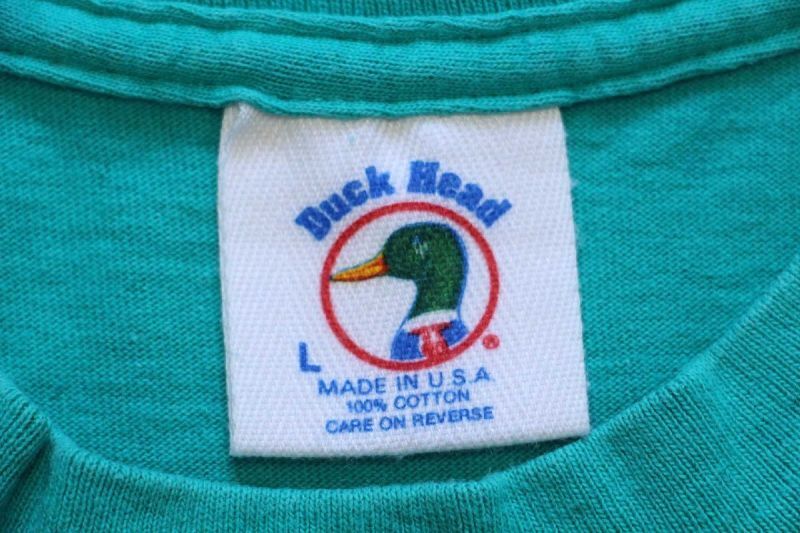 Duck Head
L
®
MADE IN U.S.A.
100% COTTON
CARE ON REVERSE